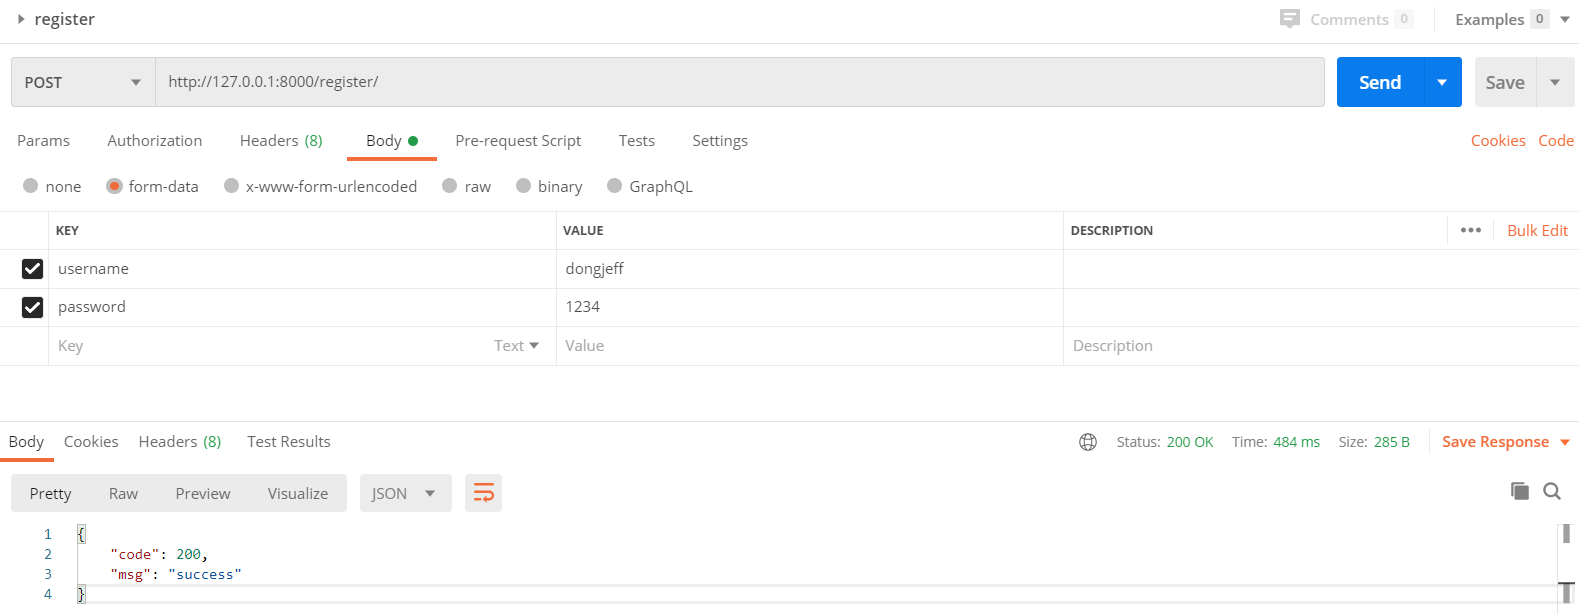 register Comments 0 Examples 0
POST http://127.0.0.1:8000/register/ Send Save
Params Authorization Headers (8) Body Pre-request Script Tests Settings Cookies Code
none form-data x-www-form-urlencoded raw binary GraphQL
KEY VALUE DESCRIPTION ••• Bulk Edit
username dongjeff
password 1234
Key Text Value Description
Body Cookies Headers (8) Test Results Status: 200 OK Time: 484 ms Size: 285 B Save Response
Pretty Raw Preview Visualize JSON
1 {
2 "code": 200,
3 "msg": "success"
4 }